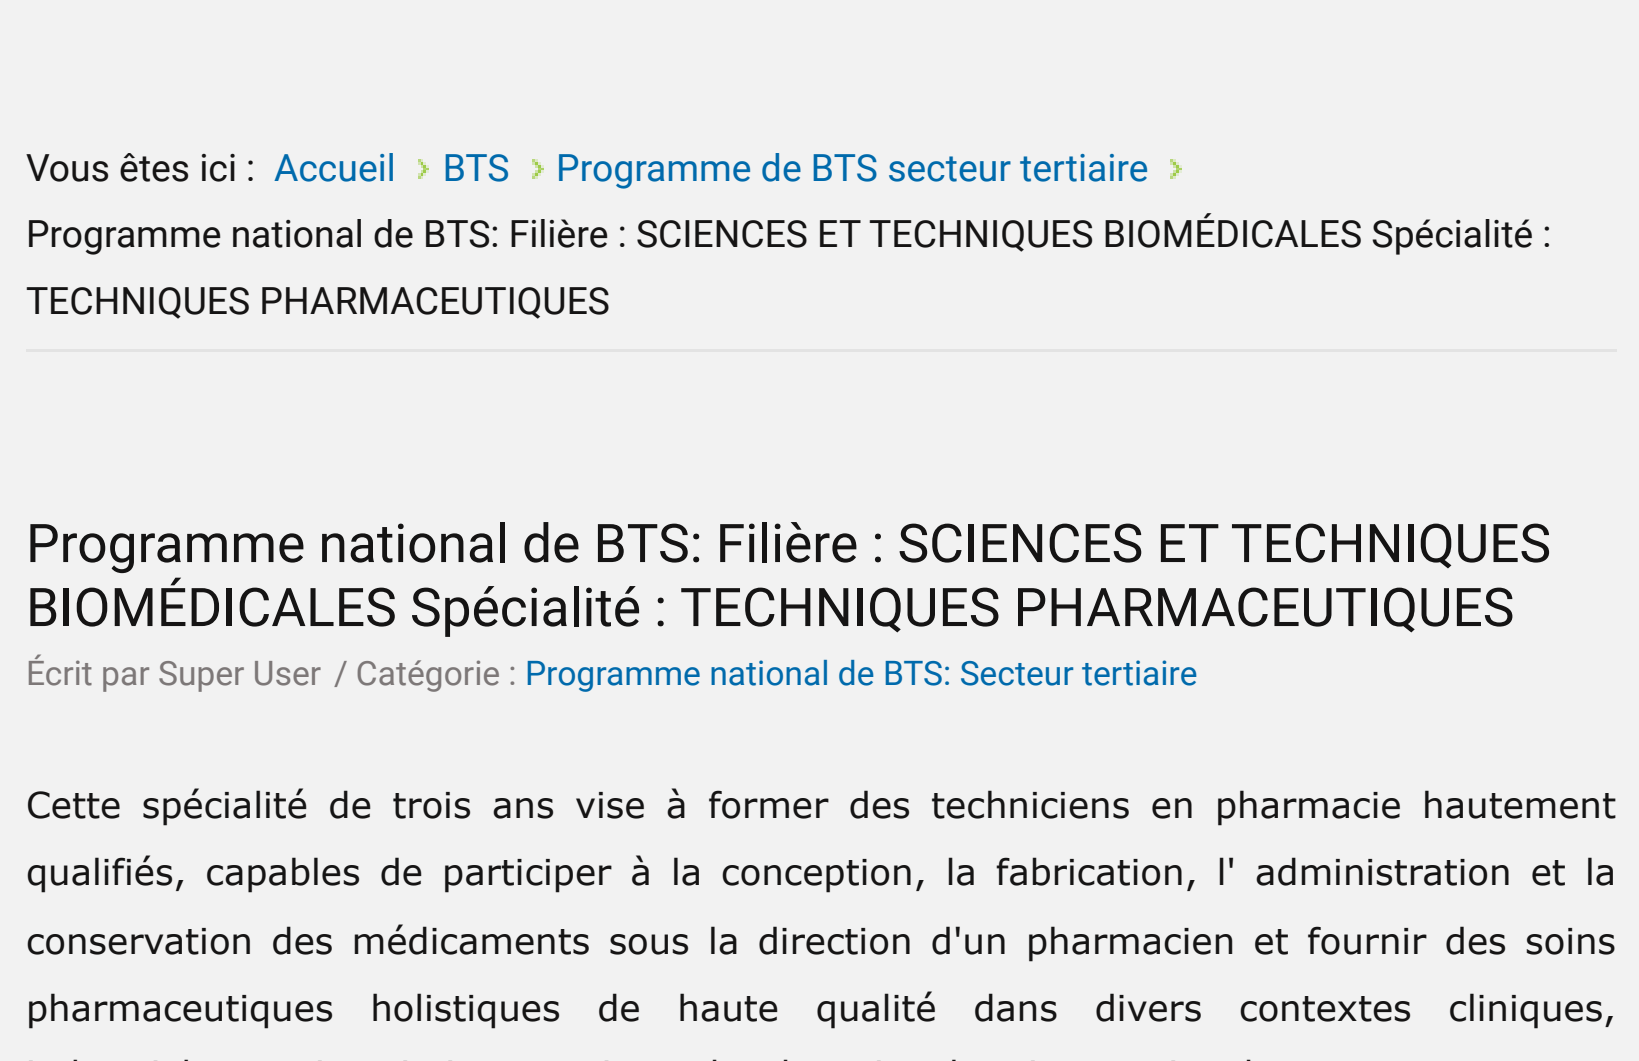 Vous êtes ici : Accueil BTS Programme de BTS secteur tertiaire
Programme national de BTS: Filière : SCIENCES ET TECHNIQUES BIOMÉDICALES Spécialité :
TECHNIQUES PHARMACEUTIQUES
Programme national de BTS: Filière : SCIENCES ET TECHNIQUES
BIOMÉDICALES Spécialité : TECHNIQUES PHARMACEUTIQUES
Écrit par Super User / Catégorie : Programme national de BTS: Secteur tertiaire
Cette spécialité de trois ans vise à former des techniciens en pharmacie hautement
qualifiés, capables de participer à la conception, la fabrication, l' administration et la
conservation des médicaments sous la direction d'un pharmacien et fournir des soins
pharmaceutiques holistiques de haute qualité dans divers contextes cliniques,